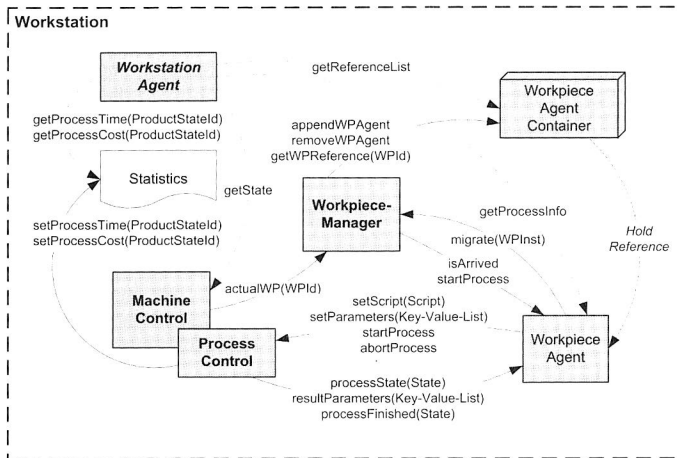 Workstation
Workstation
Agent
getReferenceList
Workpiece
Agent
Container
getProcessTime(ProductStateId)
getProcessCost(ProductStateId)
appendWPAgent
removeWPAgent
getWPReference(WPId)
Statistics
getState
Workpiece-
Manager
getProcessInfo
Hold
Reference
setProcessTime(ProductStateId)
setProcessCost(ProductStateId)
migrate(WPInst)
isArrived
startProcess
Machine
Control
actualWP(WPId)
setScript(Script)
setParameters(Key-Value-List)
startProcess
abortProcess
Process
Control
Workpiece
Agent
processState(State)
resultParameters(Key-Value-List)
processFinished(State)